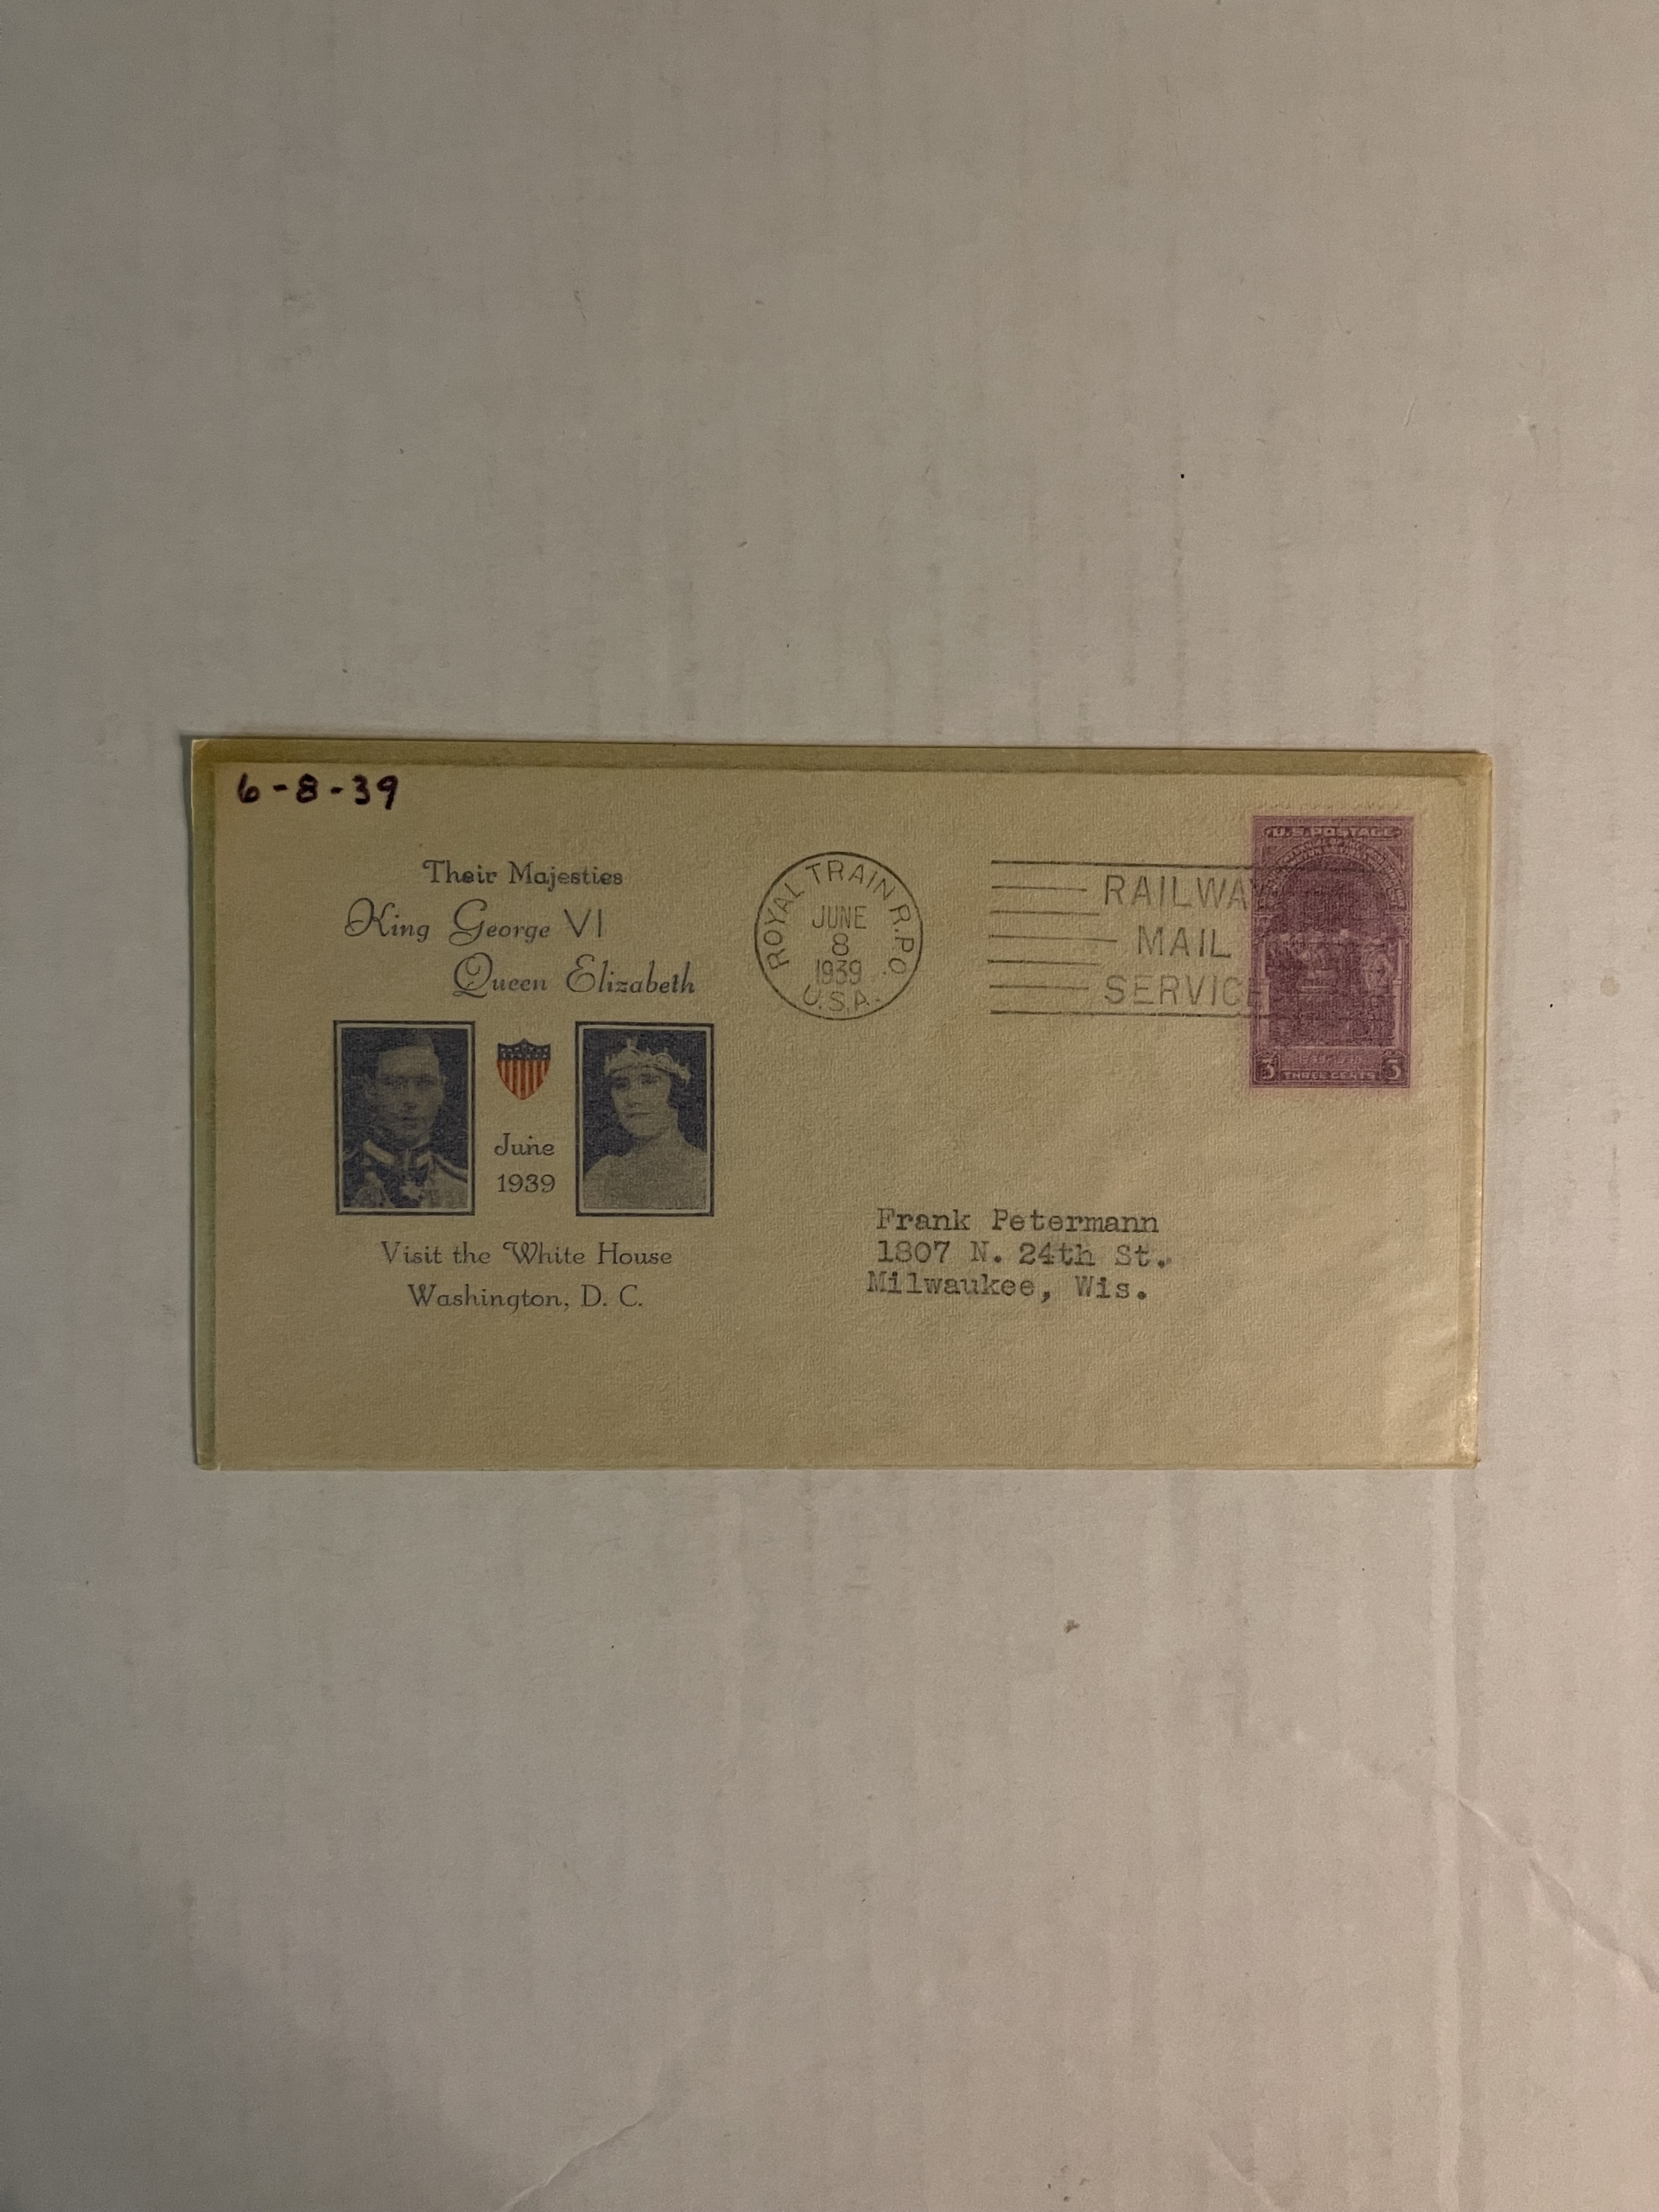 6-8-39
Their Majesties
King George VI
Queen Elizabeth
June
1939
Visit the White House
Washington, D. C.
ROYAL TRAIN R.P.O.
JUNE
8
1939
U.S.A.
RAILWAY
MAIL
SERVICE
U.S. POSTAGE
3 THREE CENTS 3
Frank Petermann
1807 N. 24th St.
Milwaukee, Wis.